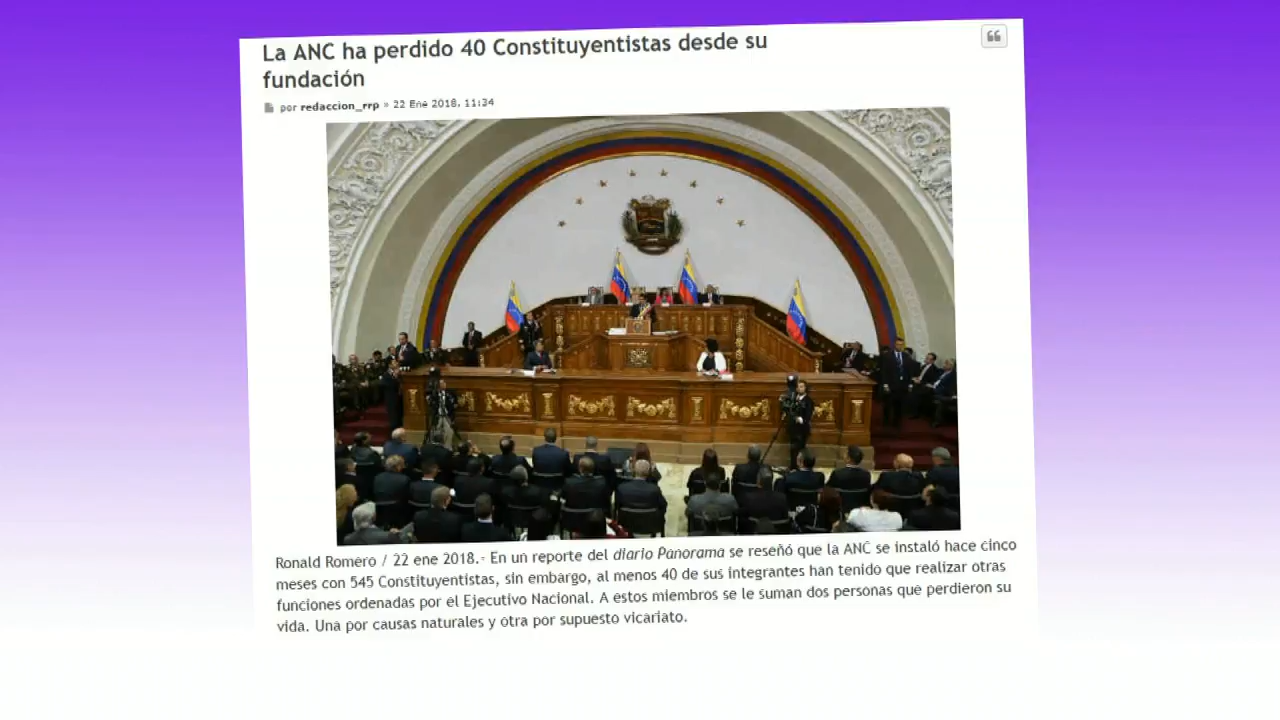 La ANC ha perdido 40 Constituyentistas desde su
fundación
por redaccion_rrp » 22 Ene 2018, 11:34
Ronald Romero / 22 ene 2018.- En un reporte del diario Panorama se reseñó que la ANC se instaló hace cinco
meses con 545 Constituyentistas, sin embargo, al menos 40 de sus integrantes han tenido que realizar otras
funciones ordenadas por el Ejecutivo Nacional. A estos miembros se le suman dos personas que perdieron su
vida. Una por causas naturales y otra por supuesto vicariato.